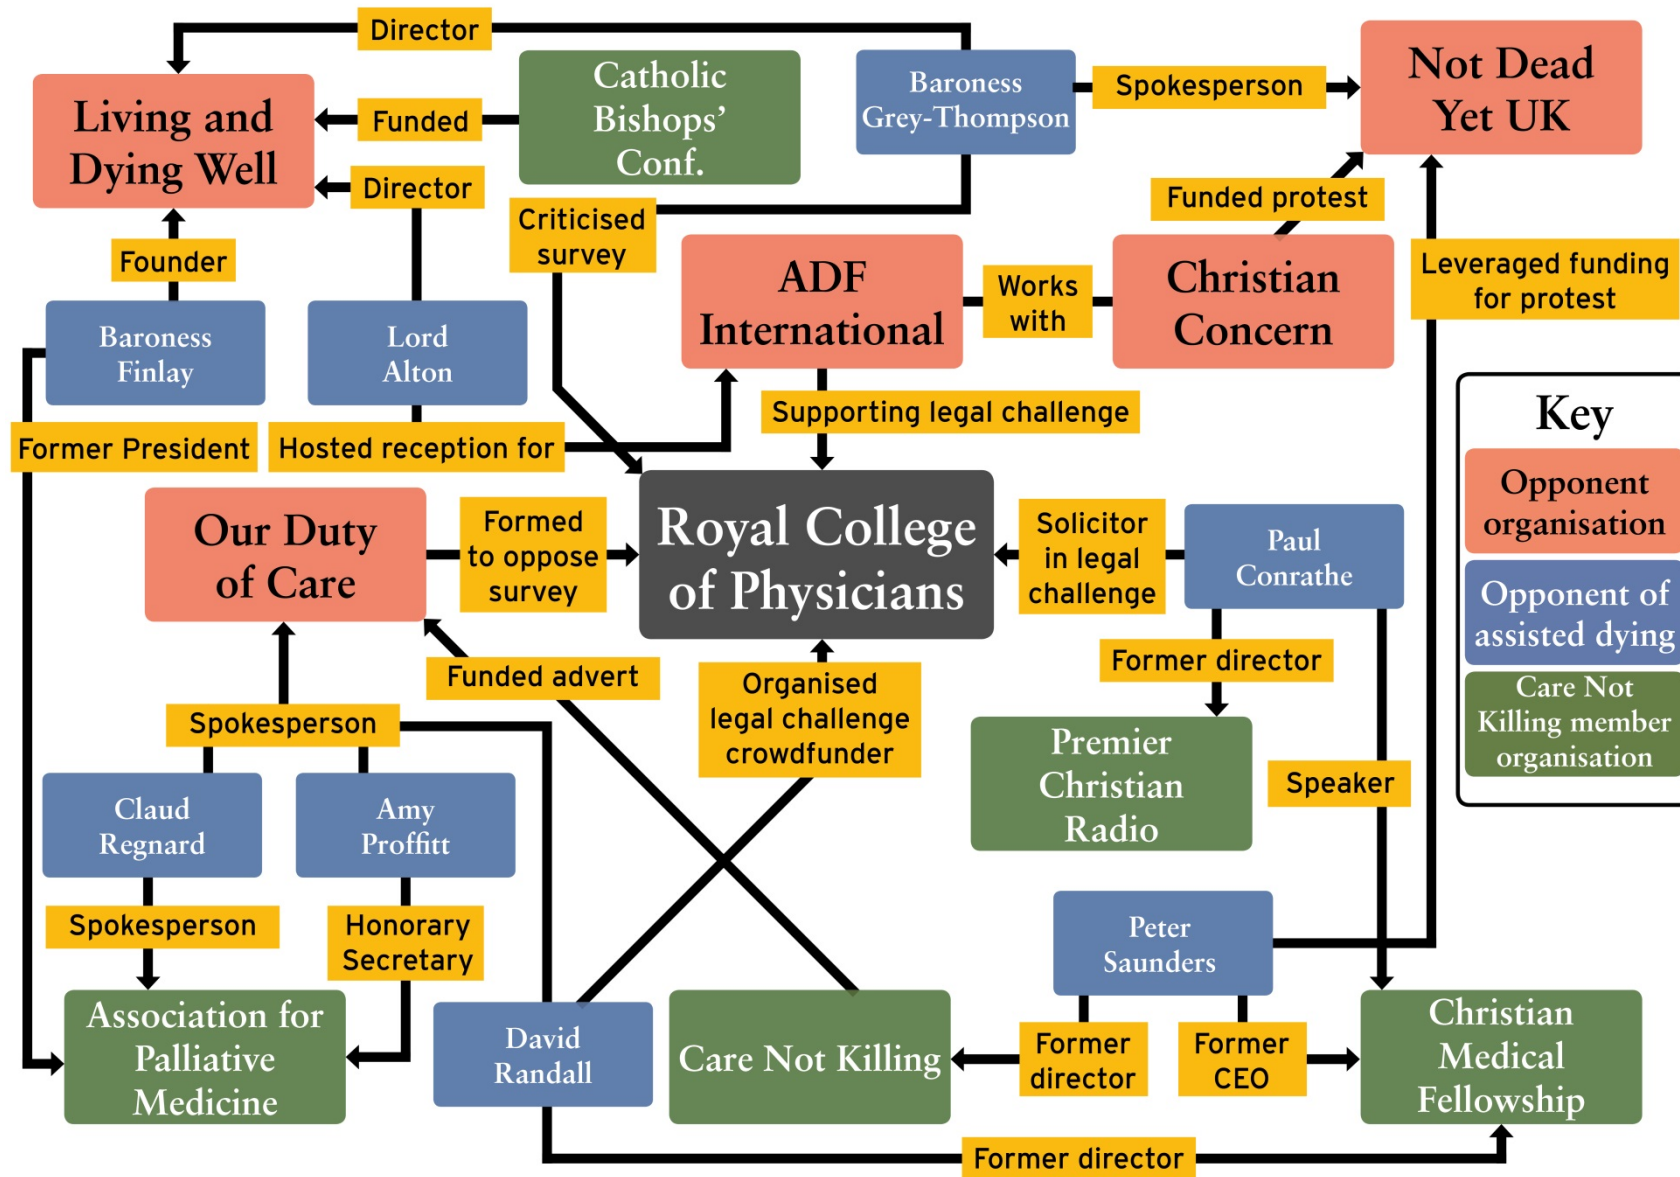 Director
Living and
Dying Well
Funded
Catholic
Bishops’
Conf.
Baroness
Grey-Thompson
Spokesperson
Not Dead
Yet UK
Director
Criticised
survey
Funded protest
Founder
ADF
International
Works
with
Christian
Concern
Leveraged funding
for protest
Baroness
Finlay
Lord
Alton
Former President
Hosted reception for
Supporting legal challenge
Key
Opponent
organisation
Opponent of
assisted dying
Care Not
Killing member
organisation
Our Duty
of Care
Formed
to oppose
survey
Royal College
of Physicians
Solicitor
in legal
challenge
Paul
Conrathe
Funded advert
Former director
Spokesperson
Organised
legal challenge
crowdfunder
Premier
Christian
Radio
Speaker
Claud
Regnard
Amy
Proffitt
Spokesperson
Honorary
Secretary
Peter
Saunders
Association for
Palliative
Medicine
David
Randall
Care Not Killing
Former
director
Former
CEO
Christian
Medical
Fellowship
Former director